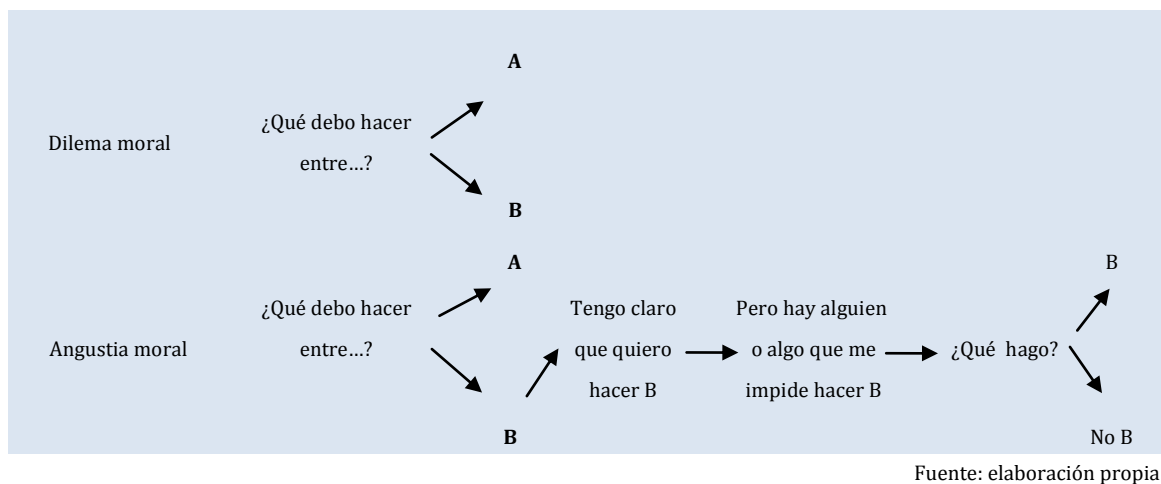 A
¿Qué debo hacer
Dilema moral
entre...?
B
A
B
¿Qué debo hacer
Tengo claro
Pero hay alguien
Angustia moral
entre...?
que quiero
o algo que me
¿Qué hago?
hacer B
impide hacer B
B
No B
Fuente: elaboración propia